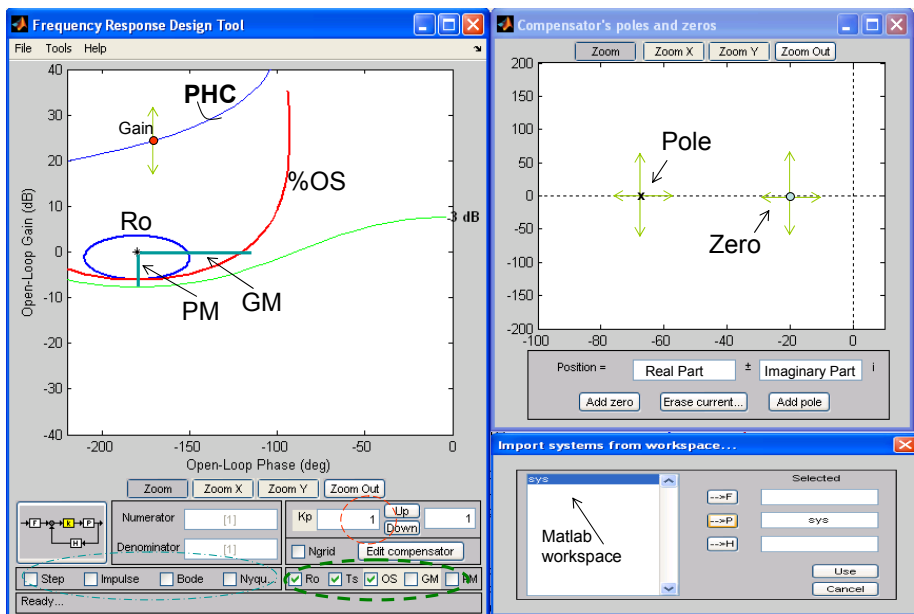 Frequency Response Design Tool
File Tools Help
40
30
20
10
0
-10
-20
-30
-40
-200
-150
-100
-50
0
Open-Loop Gain (dB)
Open-Loop Phase (deg)
PHC
Gain
%OS
-3 dB
Ro
PM
GM
Zoom
Zoom X
Zoom Y
Zoom Out
F
k
P
H
Numerator
[1]
Denominator
[1]
Kp
1
Up
Down
1
Ngrid
Edit compensator
Step
Impulse
Bode
Nyqu.
Ro
Ts
OS
GM
PM
Ready...
Compensator's poles and zeros
Zoom
Zoom X
Zoom Y
Zoom Out
200
150
100
50
0
-50
-100
-150
-200
-100
-80
-60
-40
-20
0
Pole
x
Zero
Position = Real Part ± Imaginary Part i
Add zero
Erase current...
Add pole
Import systems from workspace...
sys
Matlab
workspace
Selected
-->F
-->P
sys
-->H
Use
Cancel